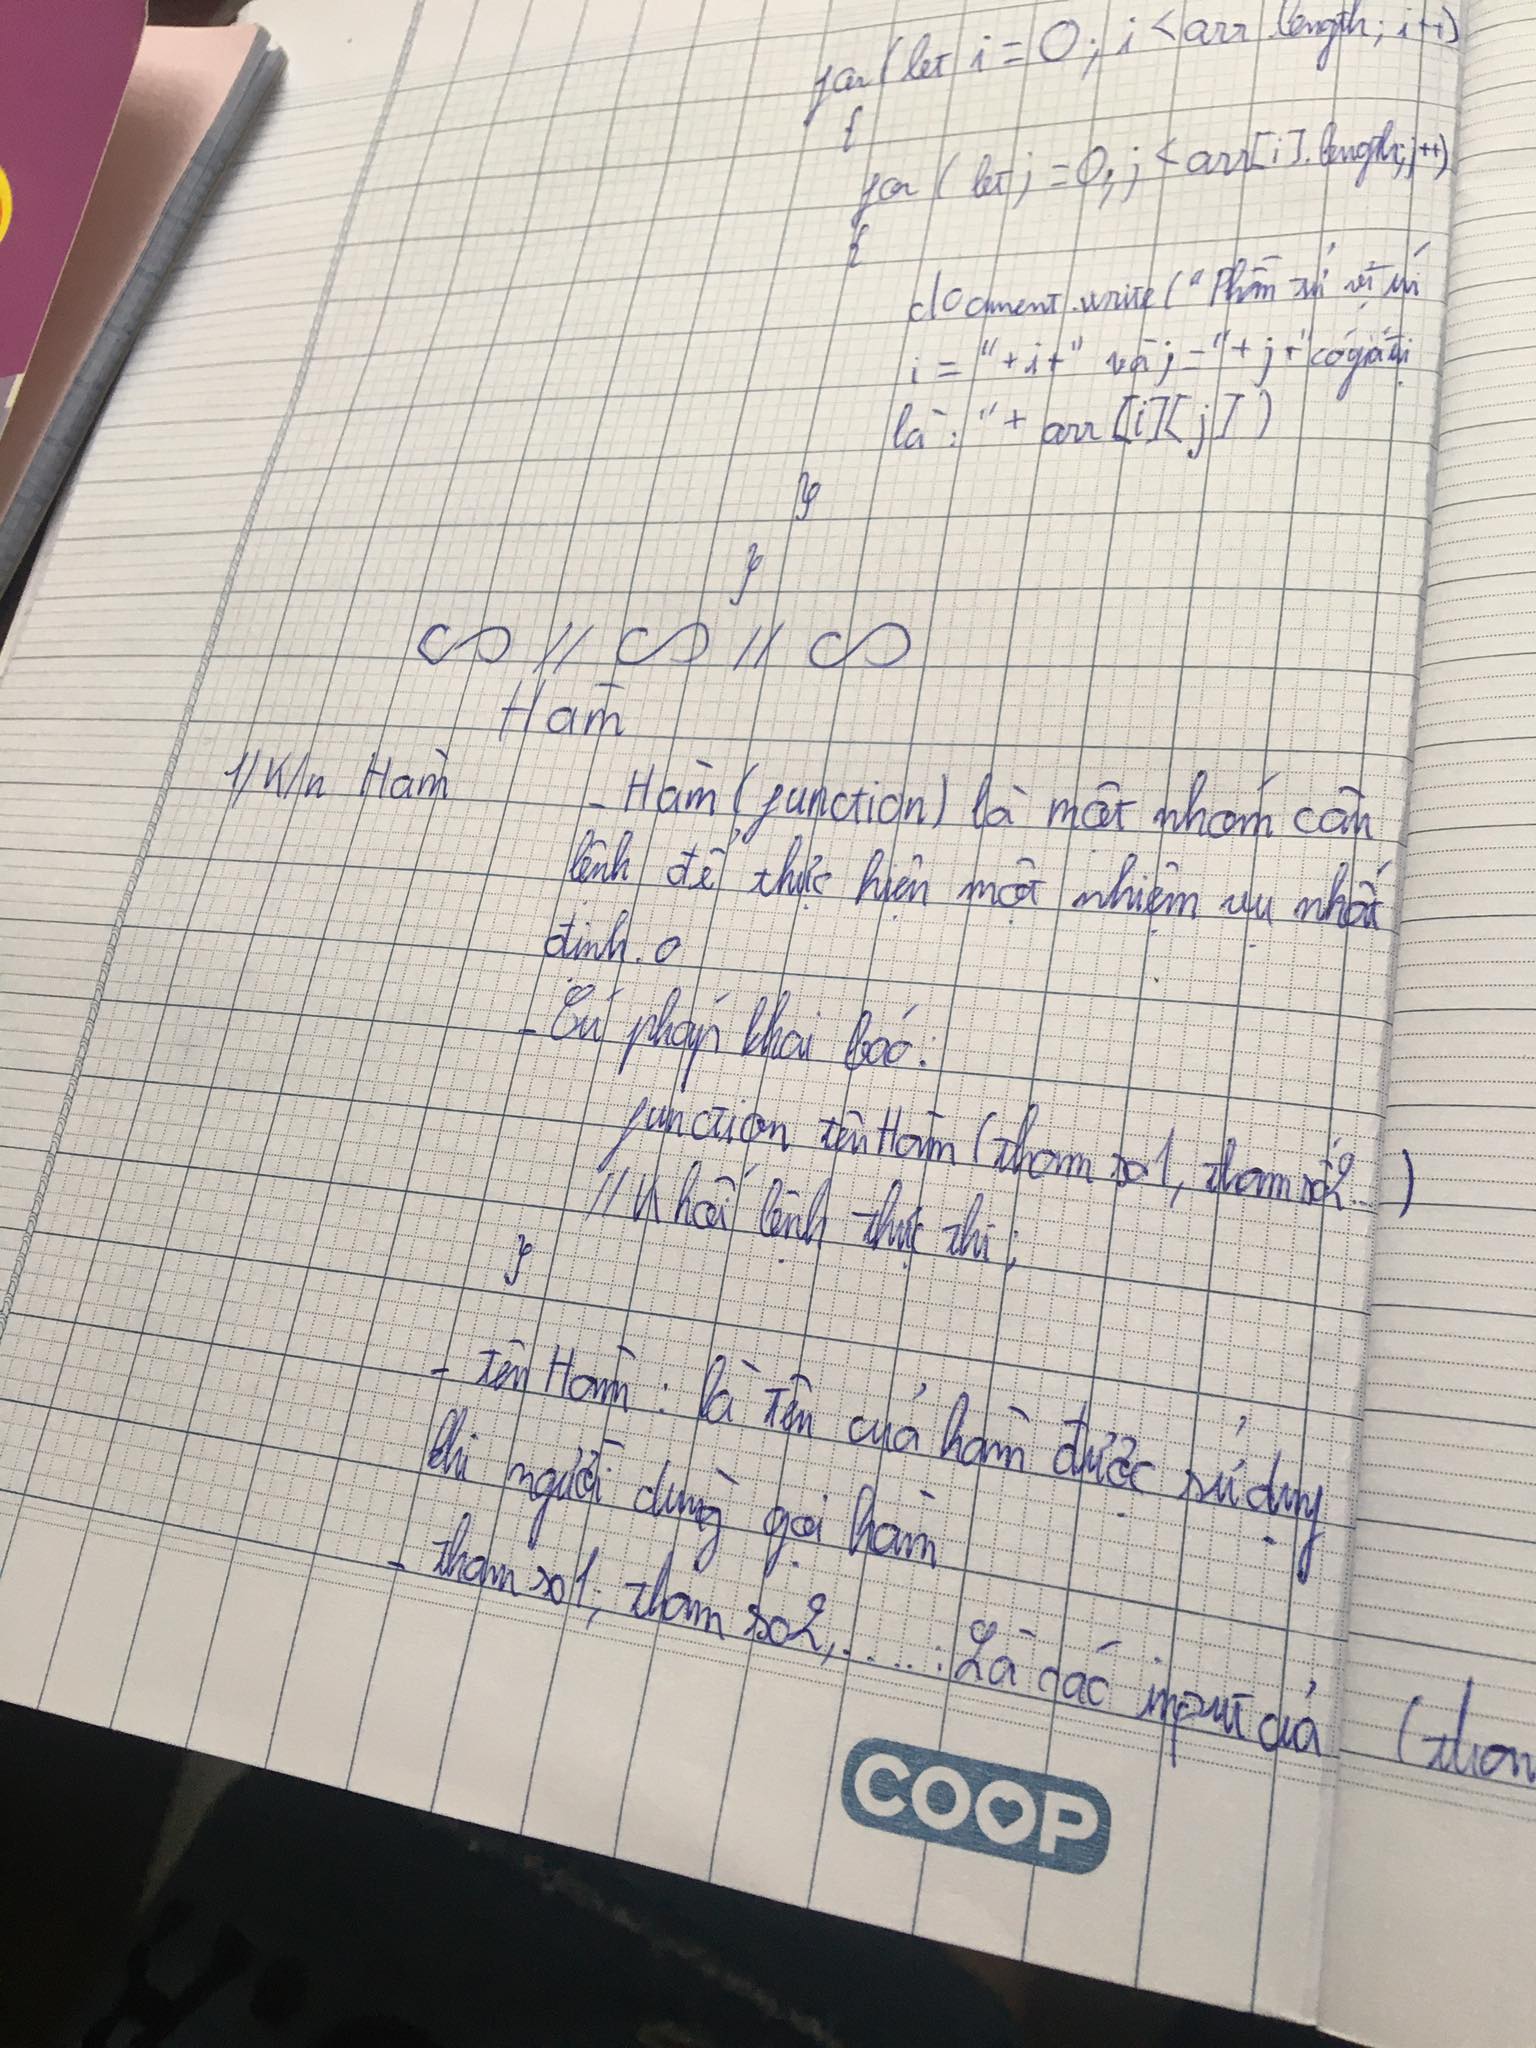 for (let i = 0; i < arr.length; i++)
{
for ( let j = 0; j < arr[i].length; j++)
{
document.write("Phần tử vị trí
i = "+i+" và j = "+ j+"có giá trị
là: "+ arr[i][j])
}
}
Hàm
1/K/n Hàm
- Hàm (function) là một nhóm câu
lệnh để thực hiện một nhiệm vụ nhất
định.
- Cú pháp khai báo:
function tên Hàm (tham số1, tham số2...)
// Khối lệnh thực thi;
}
- tên Hàm : là tên của hàm được sử dụng
khi người dùng gọi hàm
- tham số1, tham số2,.....: Là các input của
(tham
COOP